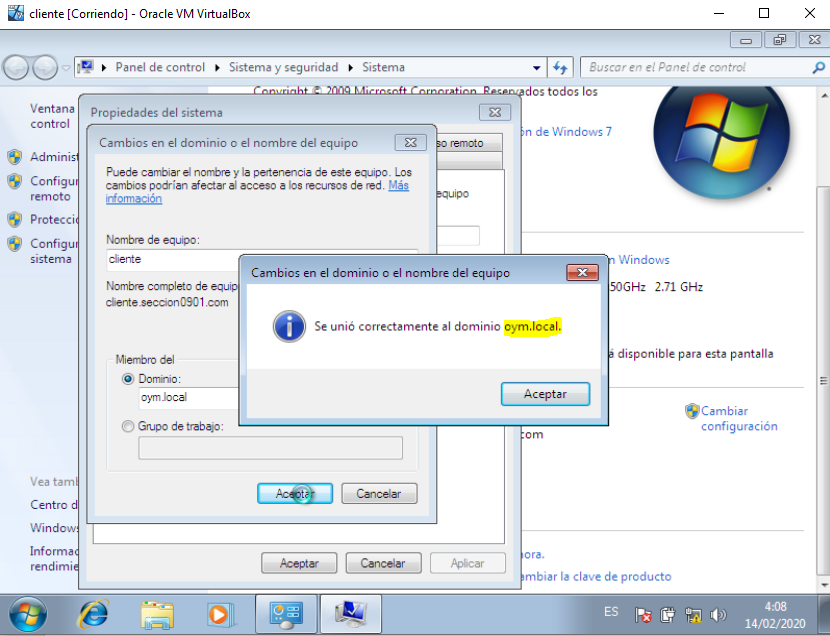 cliente [Corriendo] - Oracle VM VirtualBox
Panel de control
Sistema y seguridad
Sistema
Buscar en el Panel de control
Copyright © 2009 Microsoft Corporation. Reservados todos los
Ventana
control
Propiedades del sistema
Cambios en el dominio o el nombre del equipo
so remoto
ón de Windows 7
Administ
Puede cambiar el nombre y la pertenencia de este equipo. Los
cambios podrían afectar al acceso a los recursos de red. Más
información
Configur
remoto
equipo
Protecció
Configur
sistema
Nombre de equipo:
cliente
Nombre completo de equip
cliente.seccion0901.com
n Windows
50GHz 2.71 GHz
Cambios en el dominio o el nombre del equipo
Se unió correctamente al dominio oym.local.
Aceptar
á disponible para esta pantalla
Miembro del
Dominio:
oym.local
Grupo de trabajo:
Cambiar
configuración
com
Vea tamb
Aceptar
Cancelar
Centro d
Windows
Informac
rendimie
Aceptar
Cancelar
Aplicar
ora.
ambiar la clave de producto
ES
4:08
14/02/2020